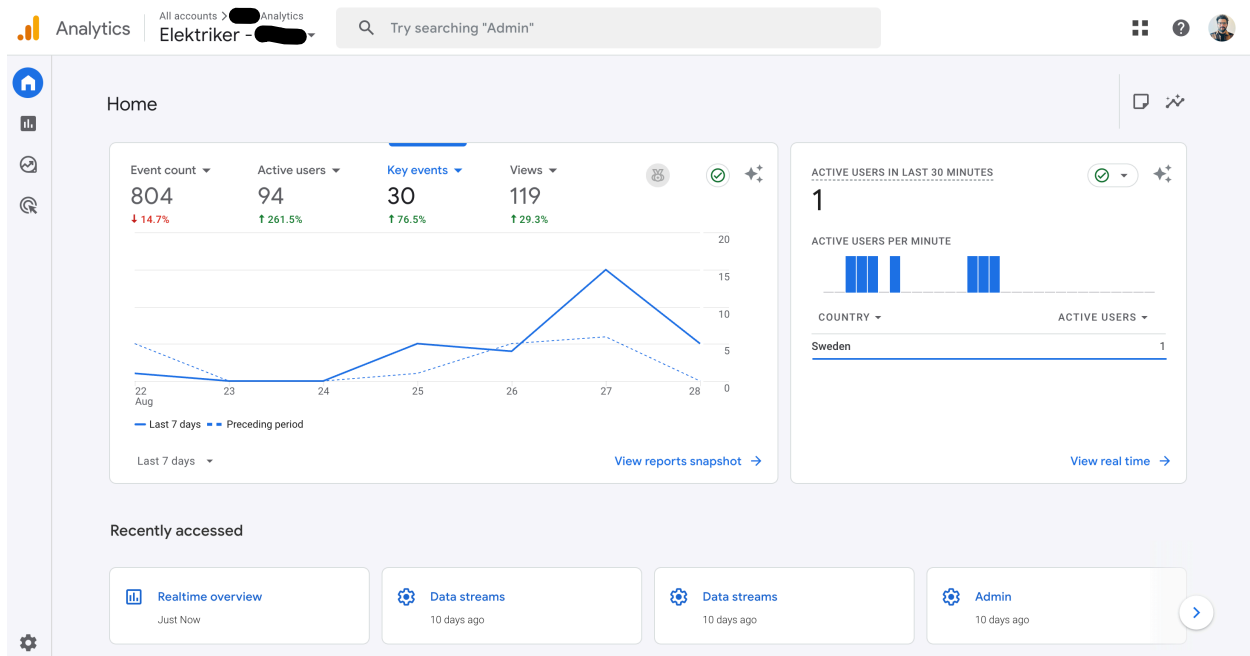 Analytics
All accounts > Analytics
Elektriker -
Try searching "Admin"
Home
Event count
804
14.7%
Active users
94
261.5%
Key events
30
76.5%
Views
119
29.3%
20
15
10
5
0
22
Aug
23
24
25
26
27
28
Last 7 days
Preceding period
Last 7 days
View reports snapshot
ACTIVE USERS IN LAST 30 MINUTES
1
ACTIVE USERS PER MINUTE
COUNTRY
ACTIVE USERS
Sweden
1
View real time
Recently accessed
Realtime overview
Just Now
Data streams
10 days ago
Data streams
10 days ago
Admin
10 days ago